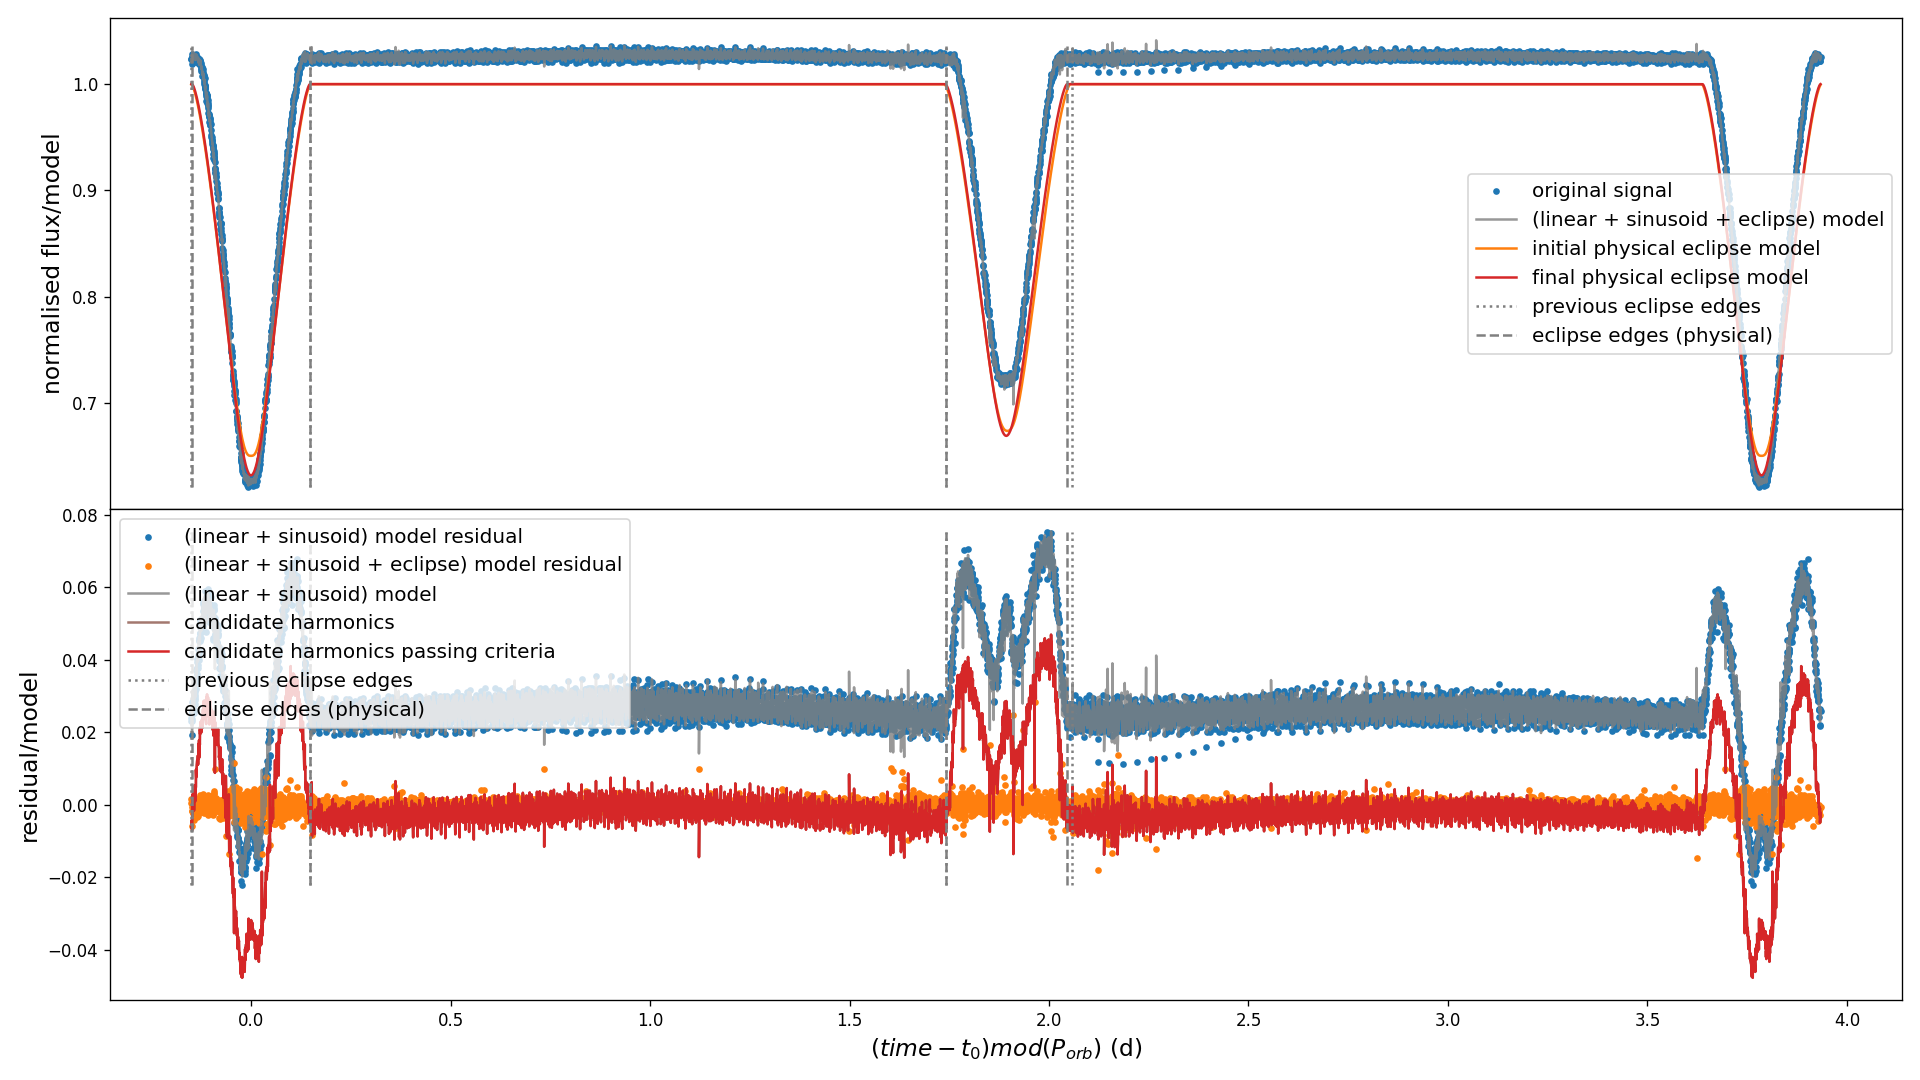 normalised flux/model
1.0
0.9
0.8
0.7
original signal
(linear + sinusoid + eclipse) model
initial physical eclipse model
final physical eclipse model
previous eclipse edges
eclipse edges (physical)
residual/model
0.08
0.06
0.04
0.02
0.00
−0.02
−0.04
(linear + sinusoid) model residual
(linear + sinusoid + eclipse) model residual
(linear + sinusoid) model
candidate harmonics
candidate harmonics passing criteria
previous eclipse edges
eclipse edges (physical)
0.0 0.5 1.0 1.5 2.0 2.5 3.0 3.5 4.0
(time − t₀)mod(P_orb) (d)